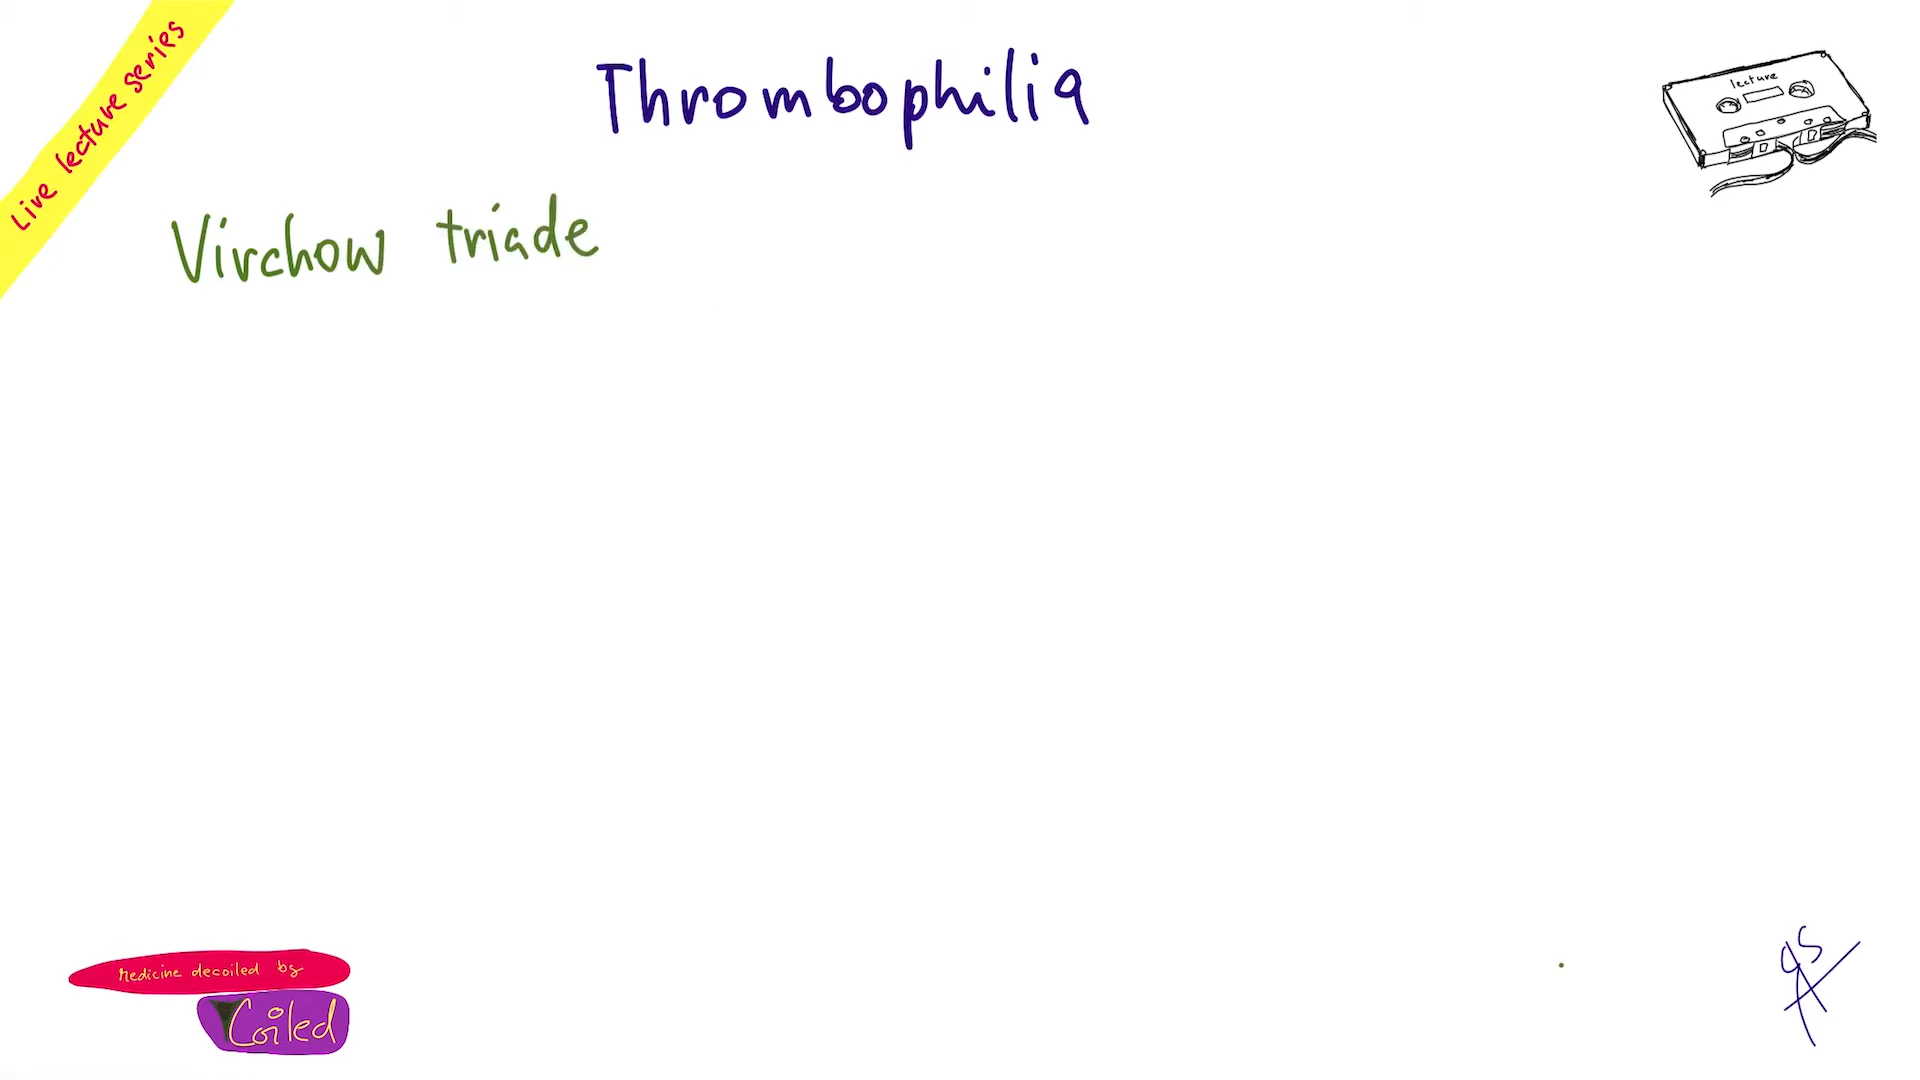 Live lecture series
Thrombophilia
lecture
Virchow triade
Medicine decoiled by
Coiled